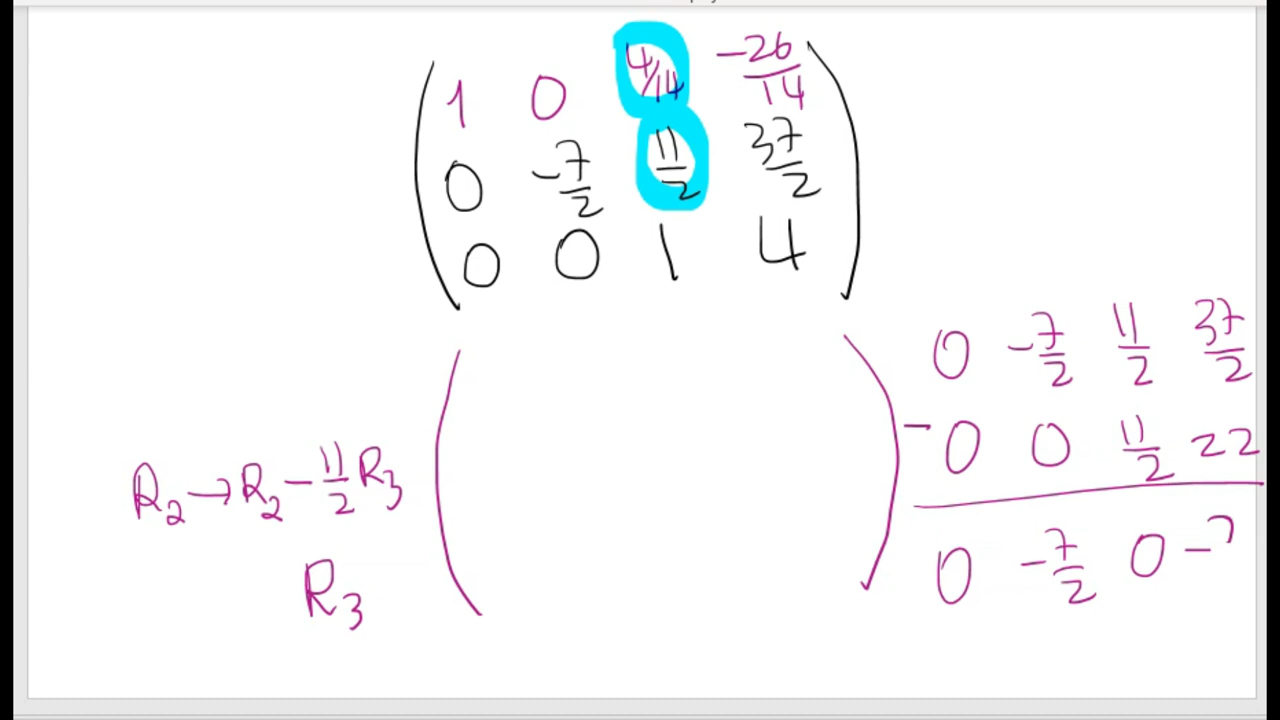 1 0 4/14 -26/14
0 -7/2 11/2 37/2
0 0 1 4
0 -7/2 11/2 37/2
- 0 0 11/2 22
R2 → R2 - 11/2 R3
0 -7/2 0 -7
R3